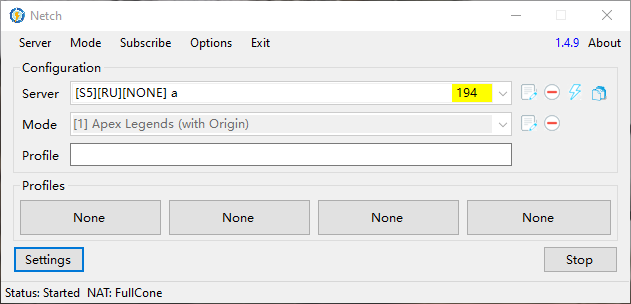 Netch
Server Mode Subscribe Options Exit 1.4.9 About
Configuration
Server [S5][RU][NONE] a 194
Mode [1] Apex Legends (with Origin)
Profile
Profiles
None None None None
Settings Stop
Status: Started NAT: FullCone